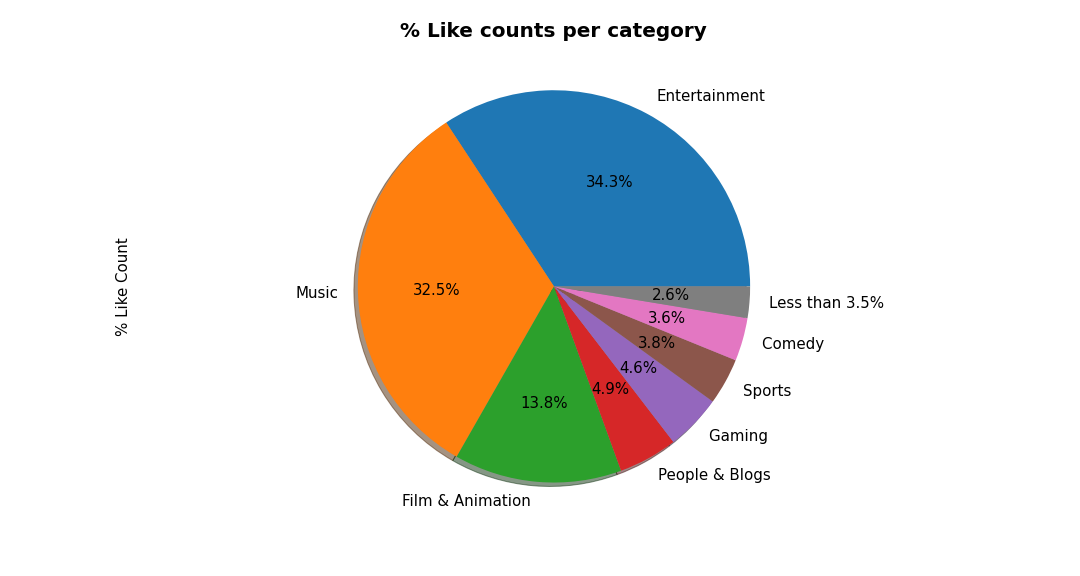 % Like counts per category
Entertainment
34.3%
Music
32.5%
% Like Count
2.6%
Less than 3.5%
3.6%
Comedy
3.8%
Sports
4.6%
Gaming
4.9%
People & Blogs
13.8%
Film & Animation